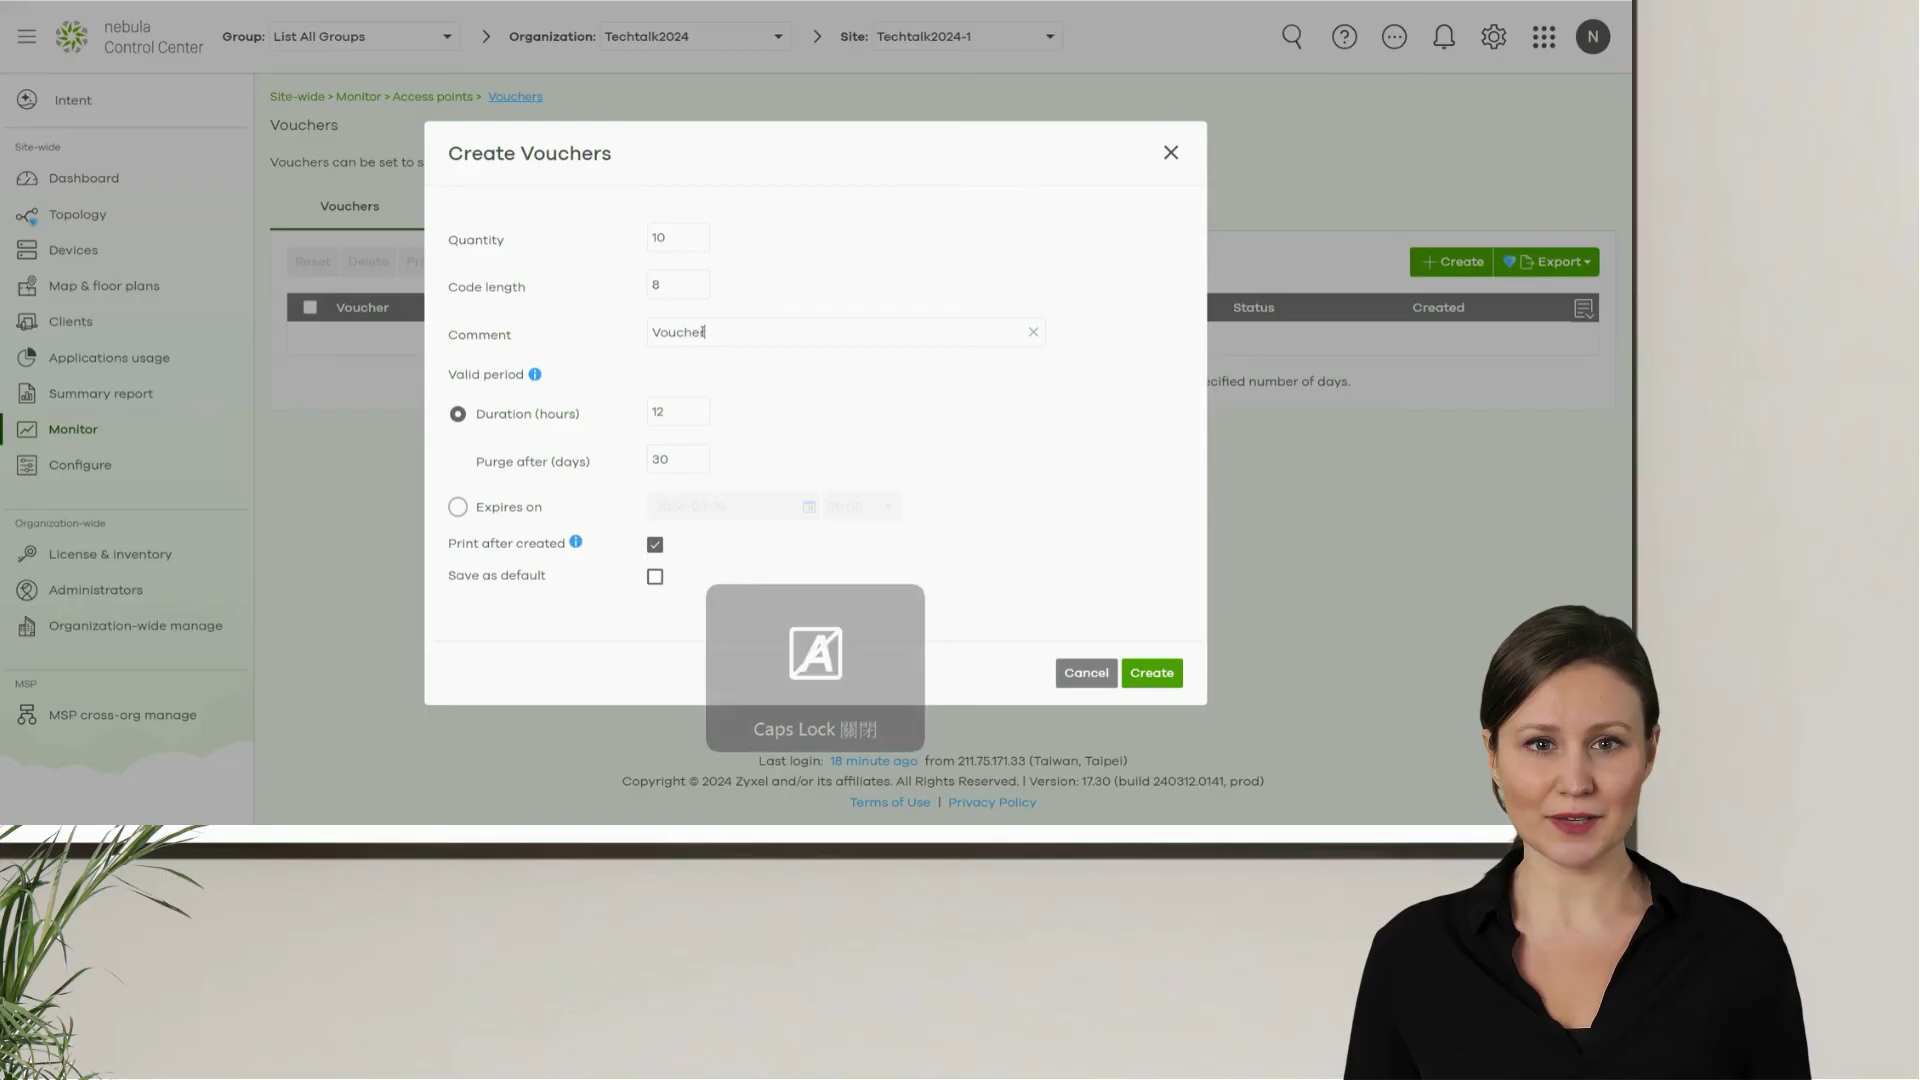 nebula
Control Center
Group: List All Groups
Organization: Techtalk2024
Site: Techtalk2024-1
N
Intent
Site-wide
Dashboard
Topology
Devices
Map & floor plans
Clients
Applications usage
Summary report
Monitor
Configure
Organization-wide
License & inventory
Administrators
Organization-wide manage
MSP
MSP cross-org manage
Site-wide > Monitor > Access points > Vouchers
Vouchers
Vouchers can be set to s
Vouchers
Reset Delete Pri
+ Create Export
Voucher Status Created
ecified number of days.
Create Vouchers
Quantity 10
Code length 8
Comment Voucher
Valid period
Duration (hours) 12
Purge after (days) 30
Expires on 00:00
Print after created
Save as default
Cancel Create
A
Caps Lock 關閉
Last login: 18 minute ago from 211.75.171.33 (Taiwan, Taipei)
Copyright © 2024 Zyxel and/or its affiliates. All Rights Reserved. | Version: 17.30 (build 240312.0141, prod)
Terms of Use | Privacy Policy